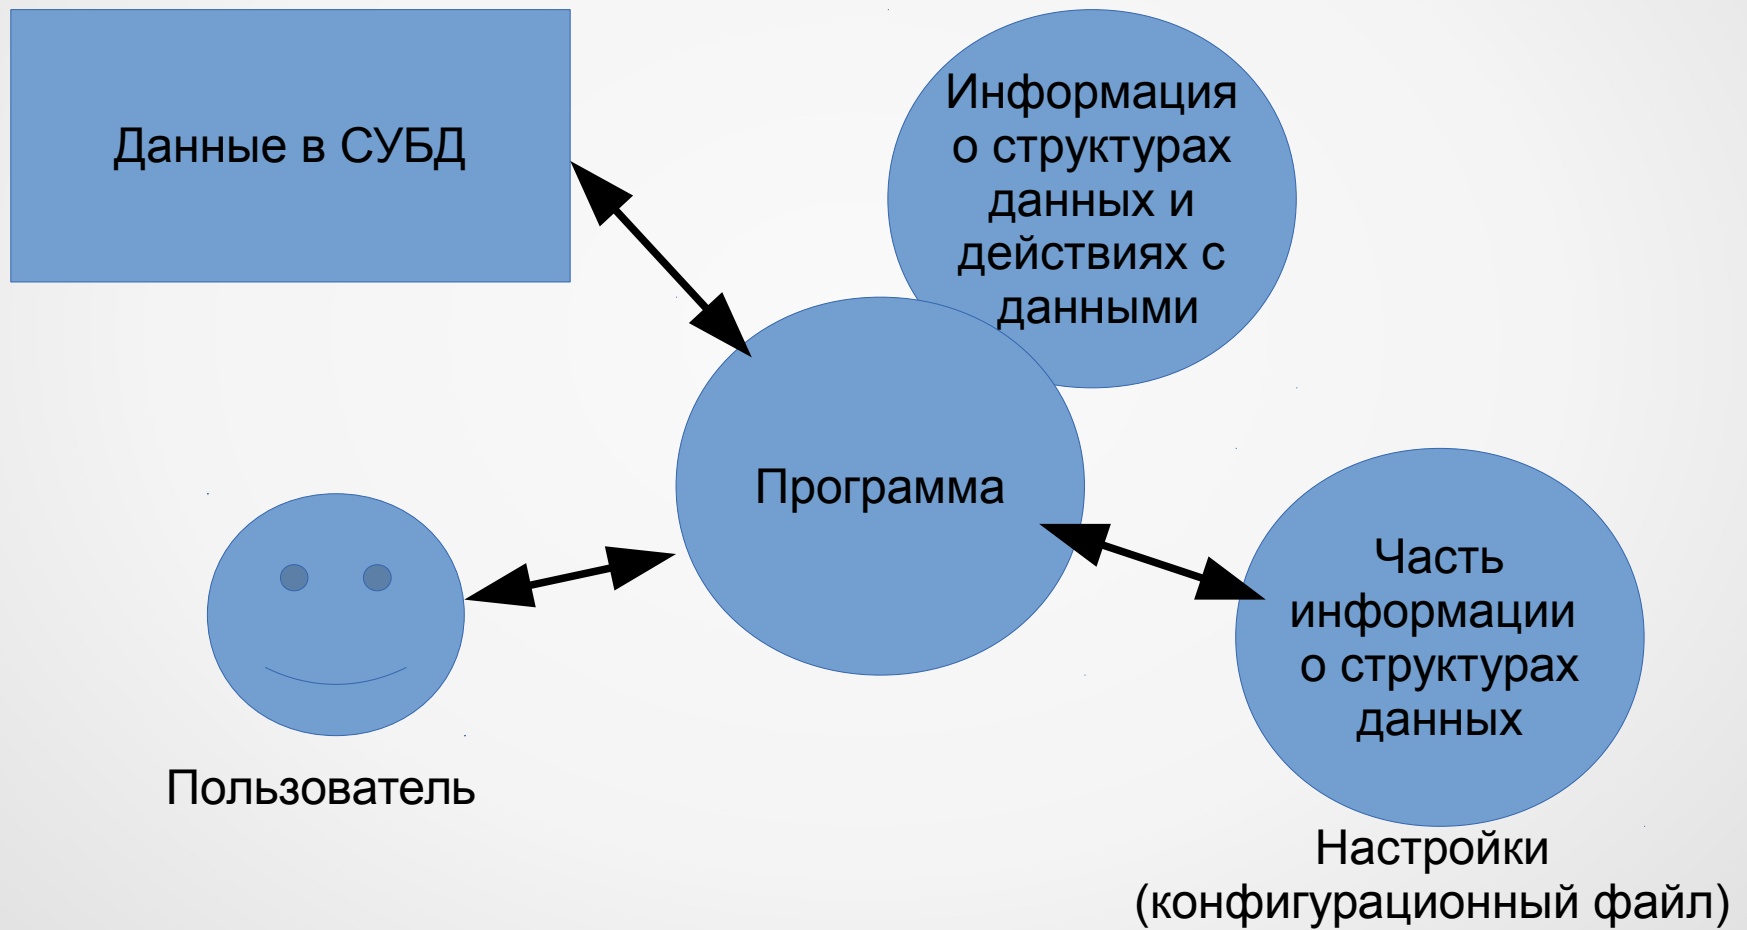 Данные в СУБД
Информация
о структурах
данных и
действиях с
данными
Программа
Часть
информации
о структурах
данных
Пользователь
Настройки
(конфигурационный файл)